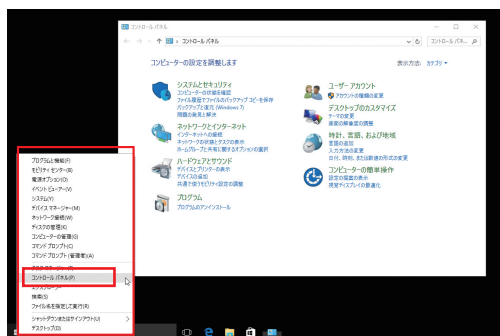 コントロール パネル
コントロール パネル
コントロール パ...
コンピューターの設定を調整します
表示方法: カテゴリ
システムとセキュリティ
コンピューターの状態を確認
ファイル履歴でファイルのバックアップ コピーを保存
バックアップと復元 (Windows 7)
問題の発見と解決
ネットワークとインターネット
インターネットへの接続
ネットワークの状態とタスクの表示
ホームグループと共有に関するオプションの選択
ハードウェアとサウンド
デバイスとプリンターの表示
デバイスの追加
共通で使うモビリティ設定の調整
プログラム
プログラムのアンインストール
ユーザー アカウント
アカウントの種類の変更
デスクトップのカスタマイズ
テーマの変更
画面の解像度の調整
時計、言語、および地域
言語の追加
入力方法の変更
日付、時刻、または数値の形式の変更
コンピューターの簡単操作
設定の提案の表示
視覚ディスプレイの最適化
プログラムと機能(F)
モビリティ センター(B)
電源オプション(O)
イベント ビューアー(V)
システム(Y)
デバイス マネージャー(M)
ネットワーク接続(W)
ディスクの管理(K)
コンピューターの管理(G)
コマンド プロンプト(C)
コマンド プロンプト (管理者)(A)
タスク マネージャー(T)
コントロール パネル(P)
エクスプローラー
検索(S)
ファイル名を指定して実行(R)
シャットダウンまたはサインアウト(U)
デスクトップ(D)